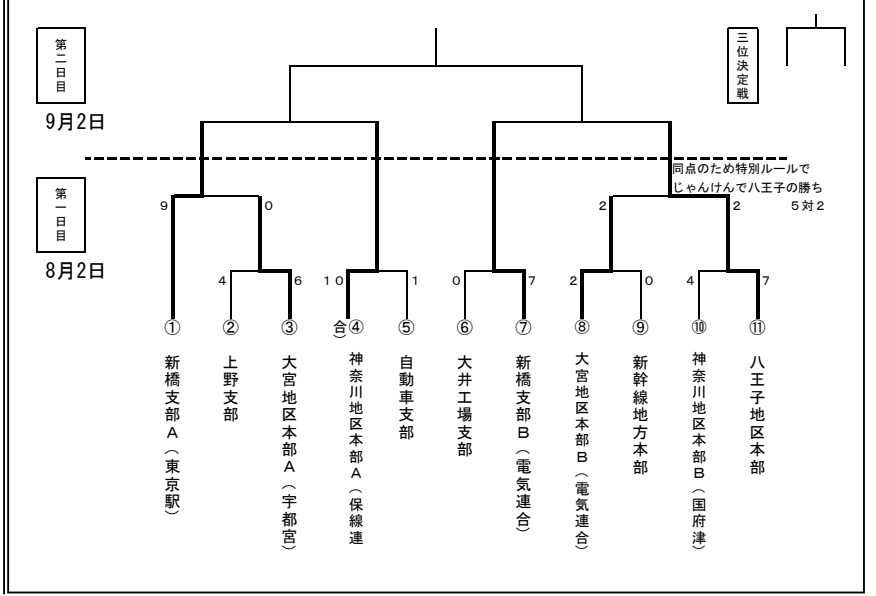 第二日目
三位決定戦
9月2日
同点のため特別ルールで
じゃんけんで八王子の勝ち
5対2
第一日目
9
0
2
2
8月2日
4
6
10
1
0
7
2
0
4
7
①
②
③
④
⑤
⑥
⑦
⑧
⑨
⑩
⑪
新橋支部A(東京駅)
上野支部
大宮地区本部A(宇都宮)
神奈川地区本部A(保線連
合)
自動車支部
大井工場支部
新橋支部B(電気連合)
大宮地区本部B(電気連合)
新幹線地方本部
神奈川地区本部B(国府津)
八王子地区本部